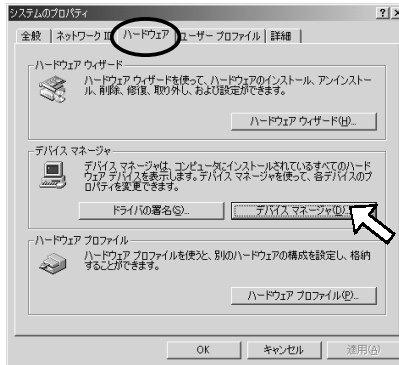 システムのプロパティ
全般 ネットワーク ID ハードウェア ユーザー プロファイル 詳細
ハードウェア ウィザード
ハードウェア ウィザードを使って、ハードウェアのインストール、アンインストー
ル、削除、修復、取り外し、および設定ができます。
ハードウェア ウィザード(H)...
デバイス マネージャ
デバイス マネージャは、コンピュータにインストールされているすべてのハード
ウェア デバイスを表示します。デバイス マネージャを使って、各デバイスのプ
ロパティを変更できます。
ドライバの署名(S)... デバイス マネージャ(D)...
ハードウェア プロファイル
ハードウェア プロファイルを使うと、別のハードウェアの構成を設定し、格納
することができます。
ハードウェア プロファイル(P)...
OK キャンセル 適用(A)